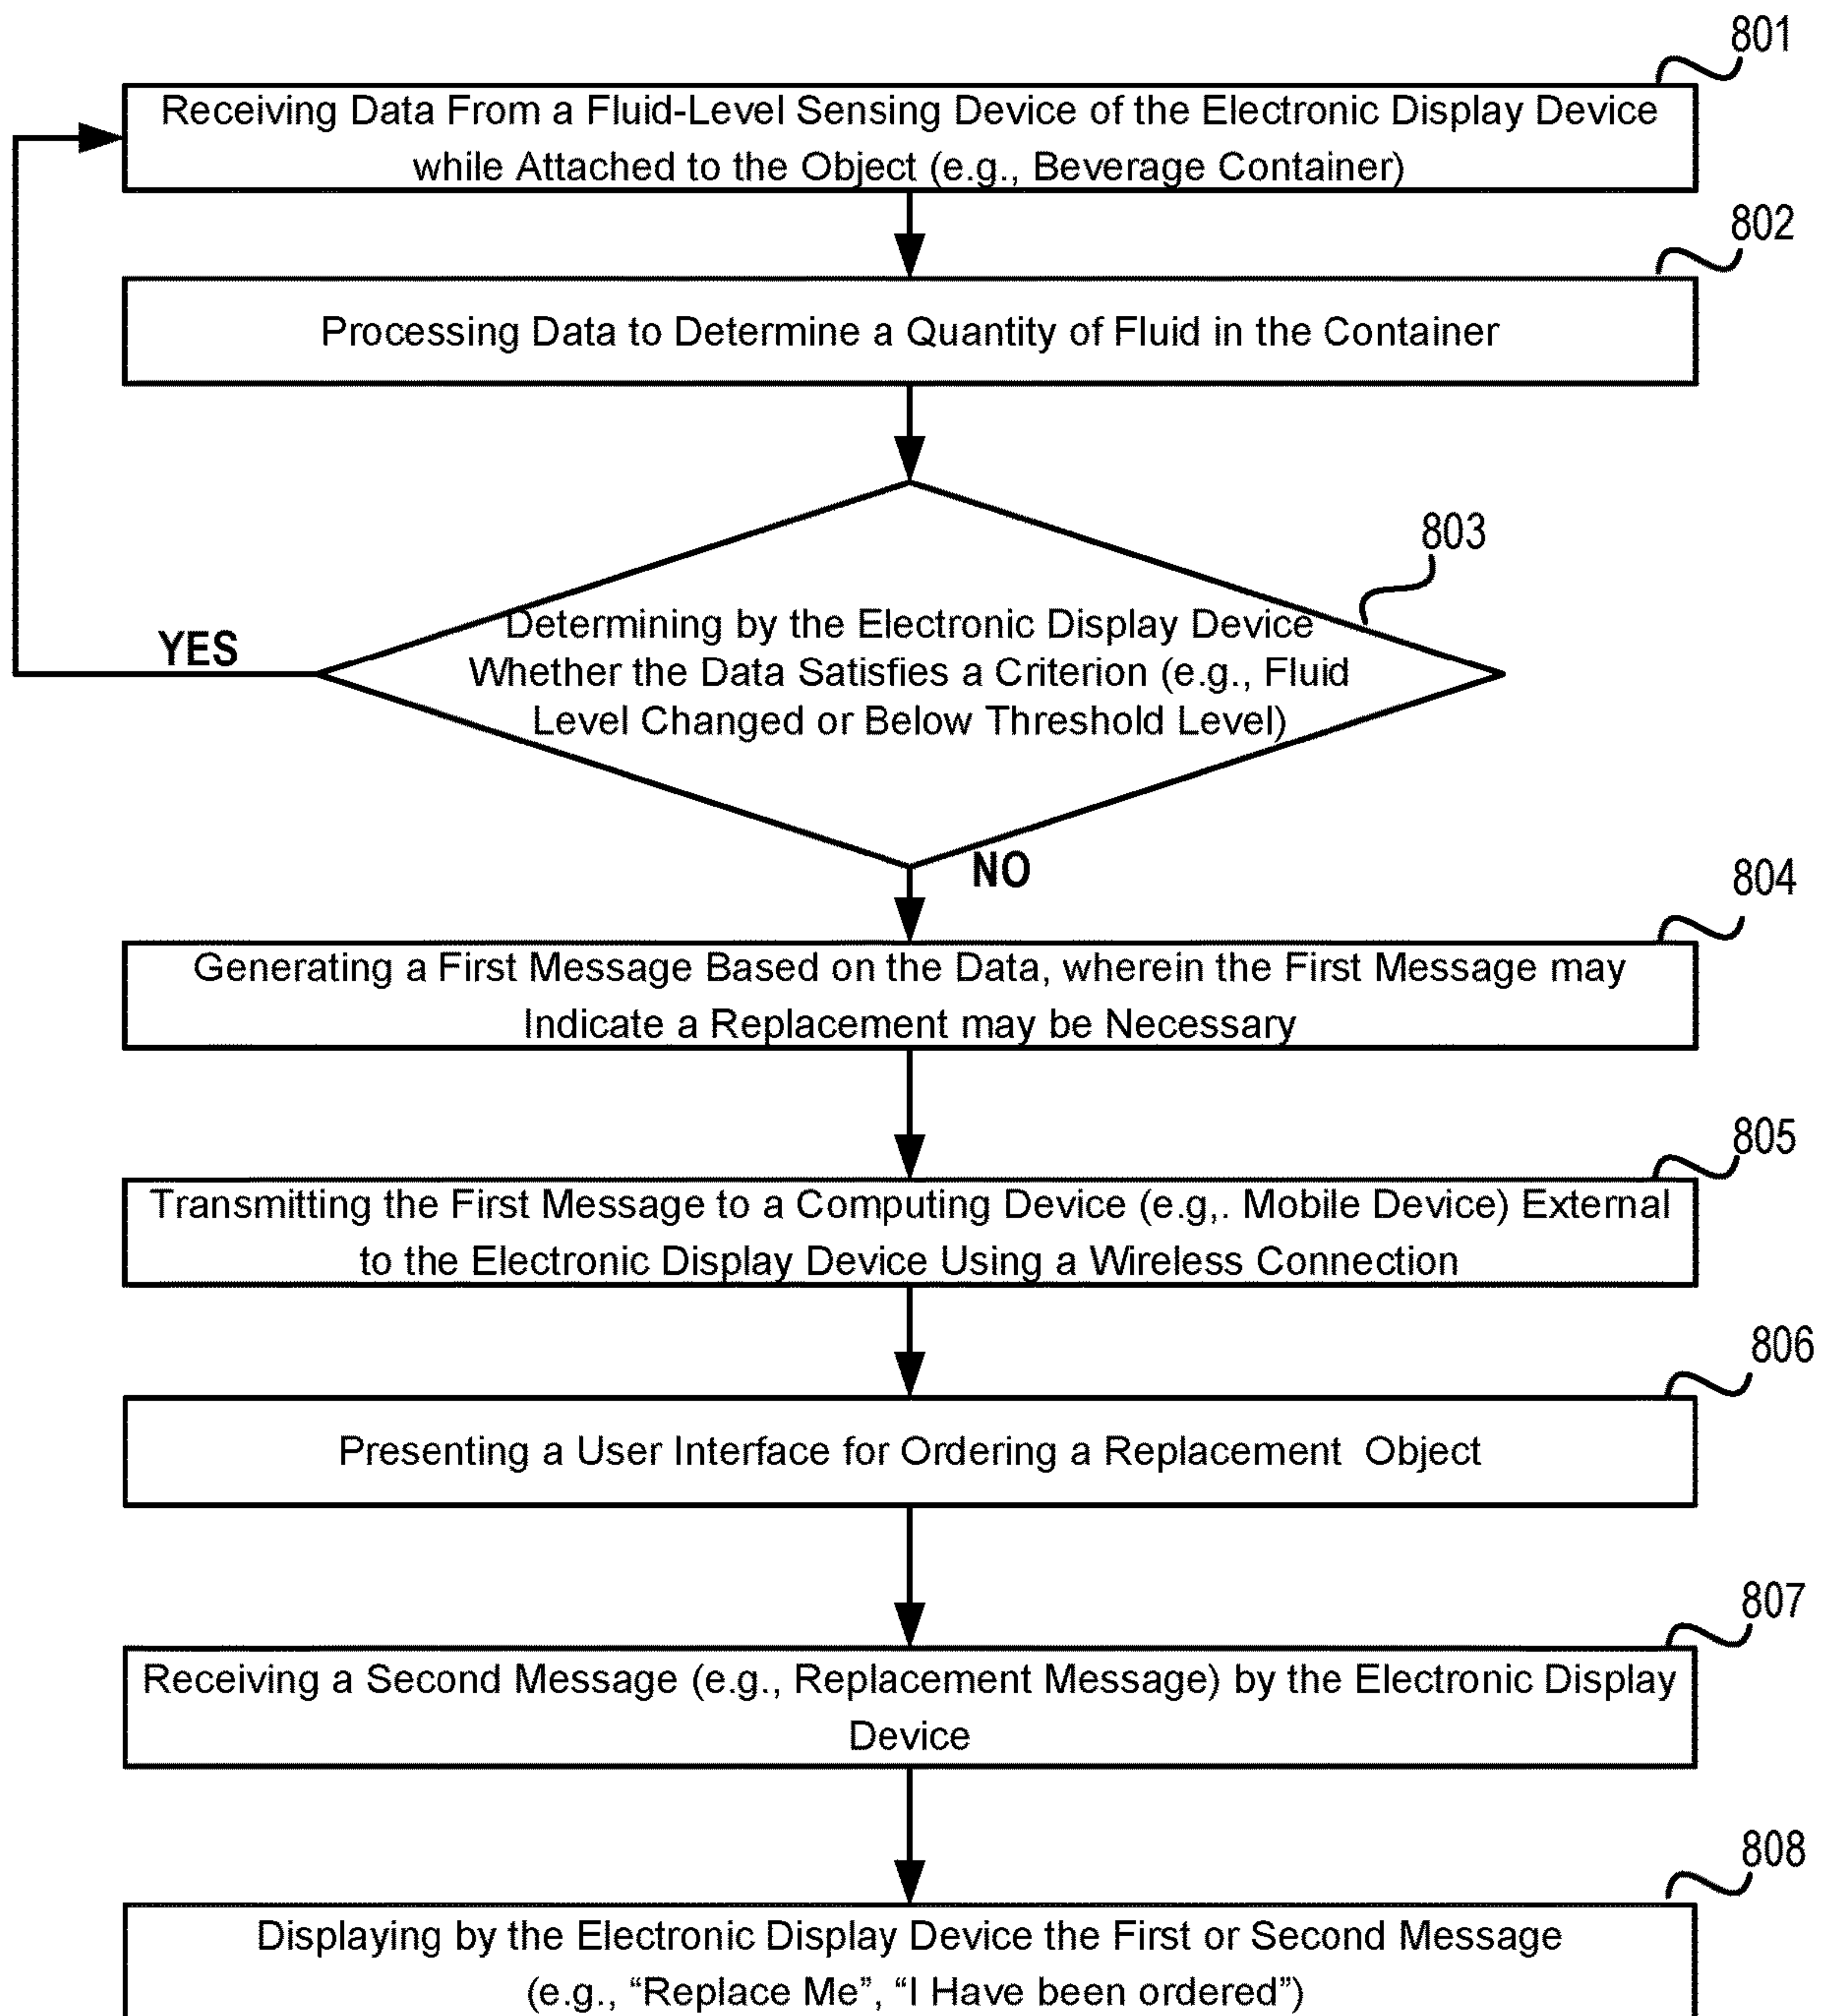 801
Receiving Data From a Fluid-Level Sensing Device of the Electronic Display Device
while Attached to the Object (e.g., Beverage Container)
802
Processing Data to Determine a Quantity of Fluid in the Container
803
Determining by the Electronic Display Device
Whether the Data Satisfies a Criterion (e.g., Fluid
Level Changed or Below Threshold Level)
YES
NO
804
Generating a First Message Based on the Data, wherein the First Message may
Indicate a Replacement may be Necessary
805
Transmitting the First Message to a Computing Device (e.g,. Mobile Device) External
to the Electronic Display Device Using a Wireless Connection
806
Presenting a User Interface for Ordering a Replacement Object
807
Receiving a Second Message (e.g., Replacement Message) by the Electronic Display
Device
808
Displaying by the Electronic Display Device the First or Second Message
(e.g., “Replace Me”, “I Have been ordered”)